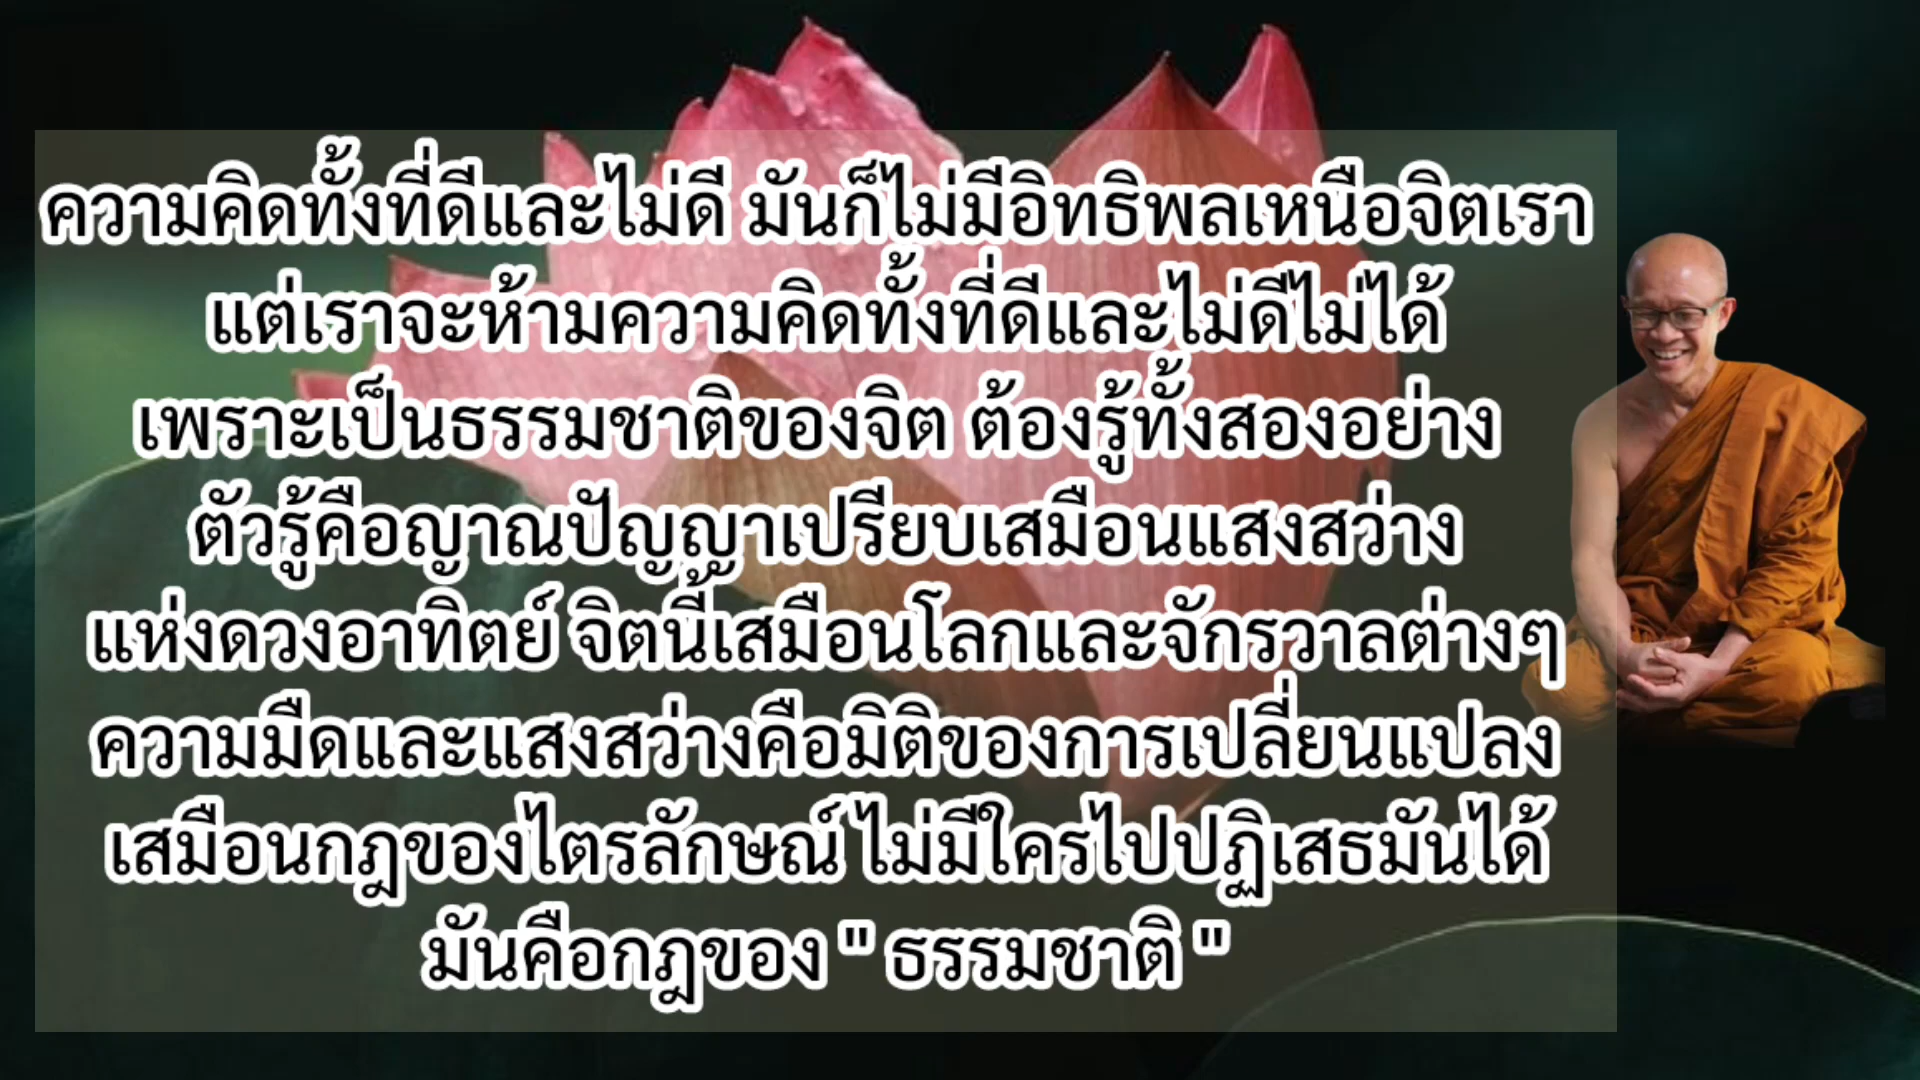 ความคิดทั้งที่ดีและไม่ดี มันก็ไม่มีอิทธิพลเหนือจิตเรา
แต่เราจะห้ามความคิดทั้งที่ดีและไม่ดีไม่ได้
เพราะเป็นธรรมชาติของจิต ต้องรู้ทั้งสองอย่าง
ตัวรู้คือญาณปัญญาเปรียบเสมือนแสงสว่าง
แห่งดวงอาทิตย์ จิตนี้เสมือนโลกและจักรวาลต่างๆ
ความมืดและแสงสว่างคือมิติของการเปลี่ยนแปลง
เสมือนกฎของไตรลักษณ์ ไม่มีใครไปปฏิเสธมันได้
มันคือกฎของ " ธรรมชาติ "